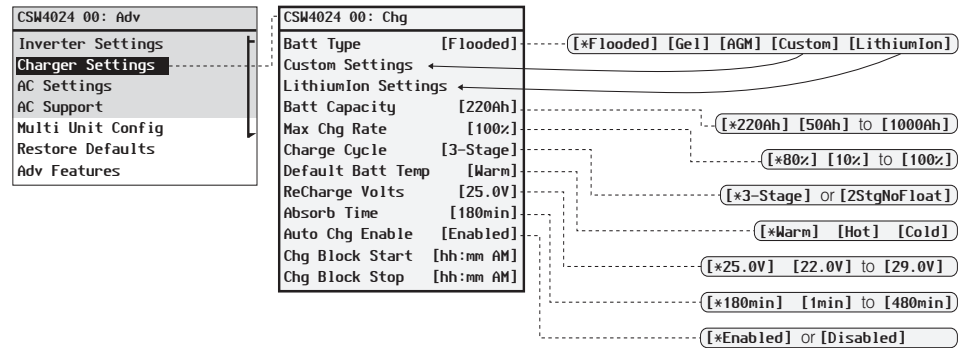 CSW4024 00: Adv
Inverter Settings
Charger Settings
AC Settings
AC Support
Multi Unit Config
Restore Defaults
Adv Features
CSW4024 00: Chg
Batt Type [Flooded]
Custom Settings
LithiumIon Settings
Batt Capacity [220Ah]
Max Chg Rate [100%]
Charge Cycle [3-Stage]
Default Batt Temp [Warm]
ReCharge Volts [25.0V]
Absorb Time [180min]
Auto Chg Enable [Enabled]
Chg Block Start [hh:mm AM]
Chg Block Stop [hh:mm AM]
[*Flooded] [Gel] [AGM] [Custom] [LithiumIon]
[*220Ah] [50Ah] to [1000Ah]
[*80%] [10%] to [100%]
[*3-Stage] or [2StgNoFloat]
[*Warm] [Hot] [Cold]
[*25.0V] [22.0V] to [29.0V]
[*180min] [1min] to [480min]
[*Enabled] or [Disabled]